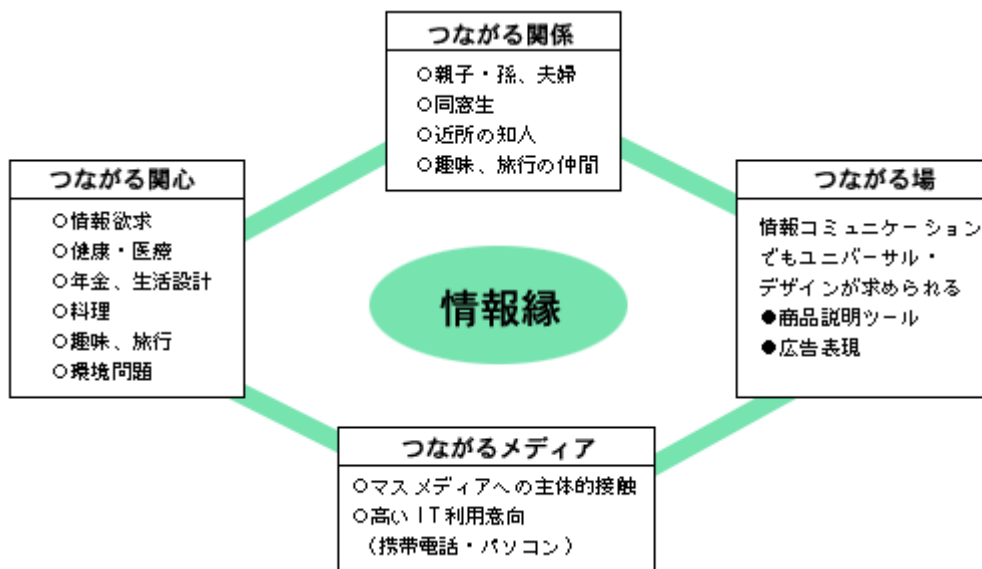 つながる関係
○親子・孫、夫婦
○同窓生
○近所の知人
○趣味、旅行の仲間
つながる関心
○情報欲求
○健康・医療
○年金、生活設計
○料理
○趣味、旅行
○環境問題
つながる場
情報コミュニケーション
でもユニバーサル・
デザインが求められる
●商品説明ツール
●広告表現
情報縁
つながるメディア
○マスメディアへの主体的接触
○高いIT利用意向
（携帯電話・パソコン）